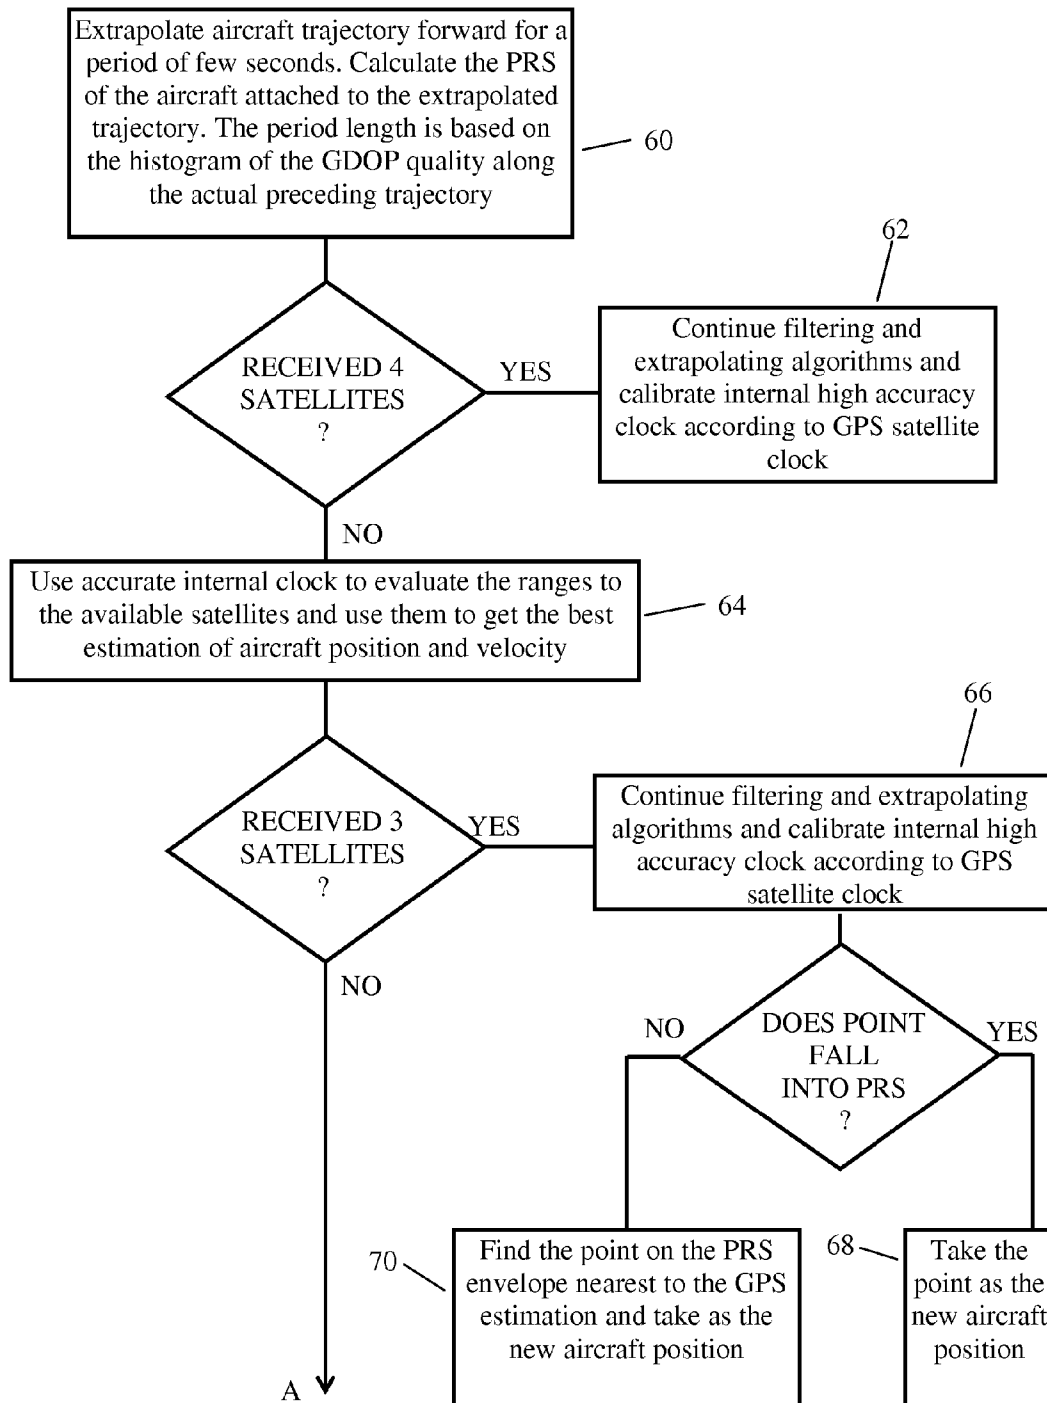 Extrapolate aircraft trajectory forward for a
period of few seconds. Calculate the PRS
of the aircraft attached to the extrapolated
trajectory. The period length is based on
the histogram of the GDOP quality along
the actual preceding trajectory
60
62
RECEIVED 4
SATELLITES
?
YES
Continue filtering and
extrapolating algorithms and
calibrate internal high accuracy
clock according to GPS satellite
clock
NO
Use accurate internal clock to evaluate the ranges to
the available satellites and use them to get the best
estimation of aircraft position and velocity
64
66
RECEIVED 3
SATELLITES
?
YES
Continue filtering and extrapolating
algorithms and calibrate internal high
accuracy clock according to GPS
satellite clock
NO
DOES POINT
FALL
INTO PRS
?
NO
YES
70
Find the point on the PRS
envelope nearest to the GPS
estimation and take as the
new aircraft position
68
Take the
point as the
new aircraft
position
A